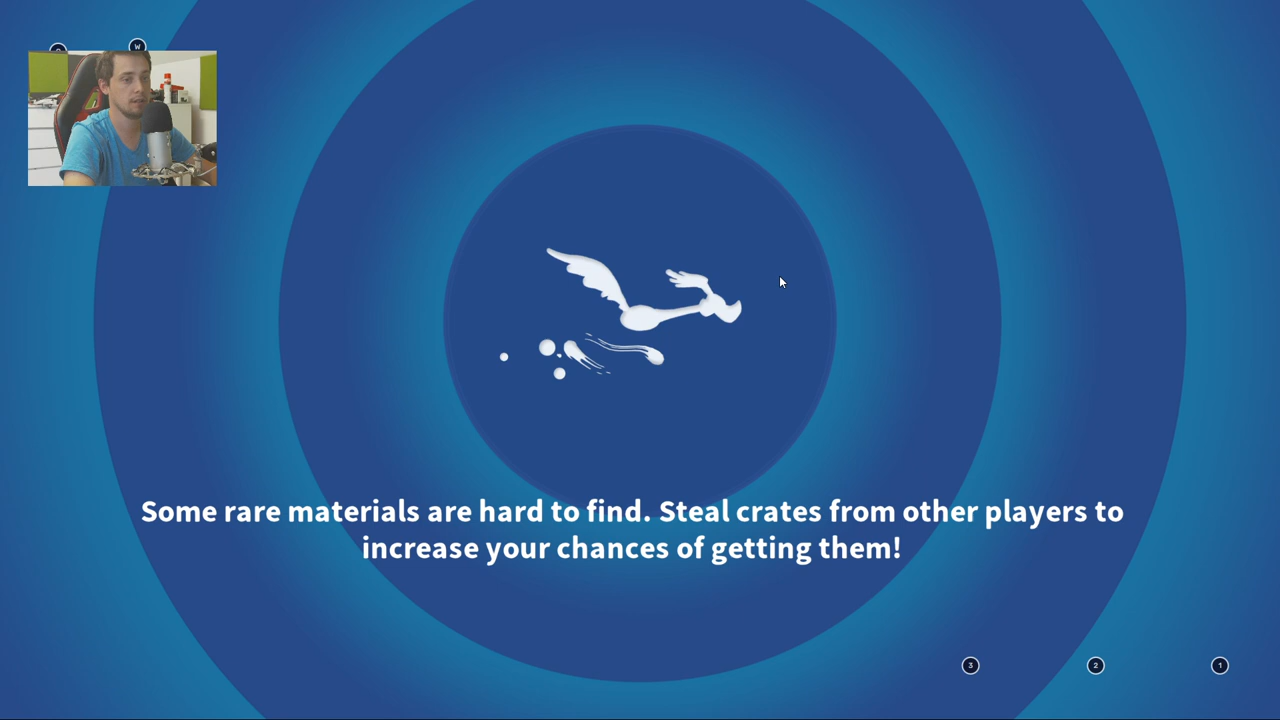 W
Some rare materials are hard to find. Steal crates from other players to
increase your chances of getting them!
3 2 1